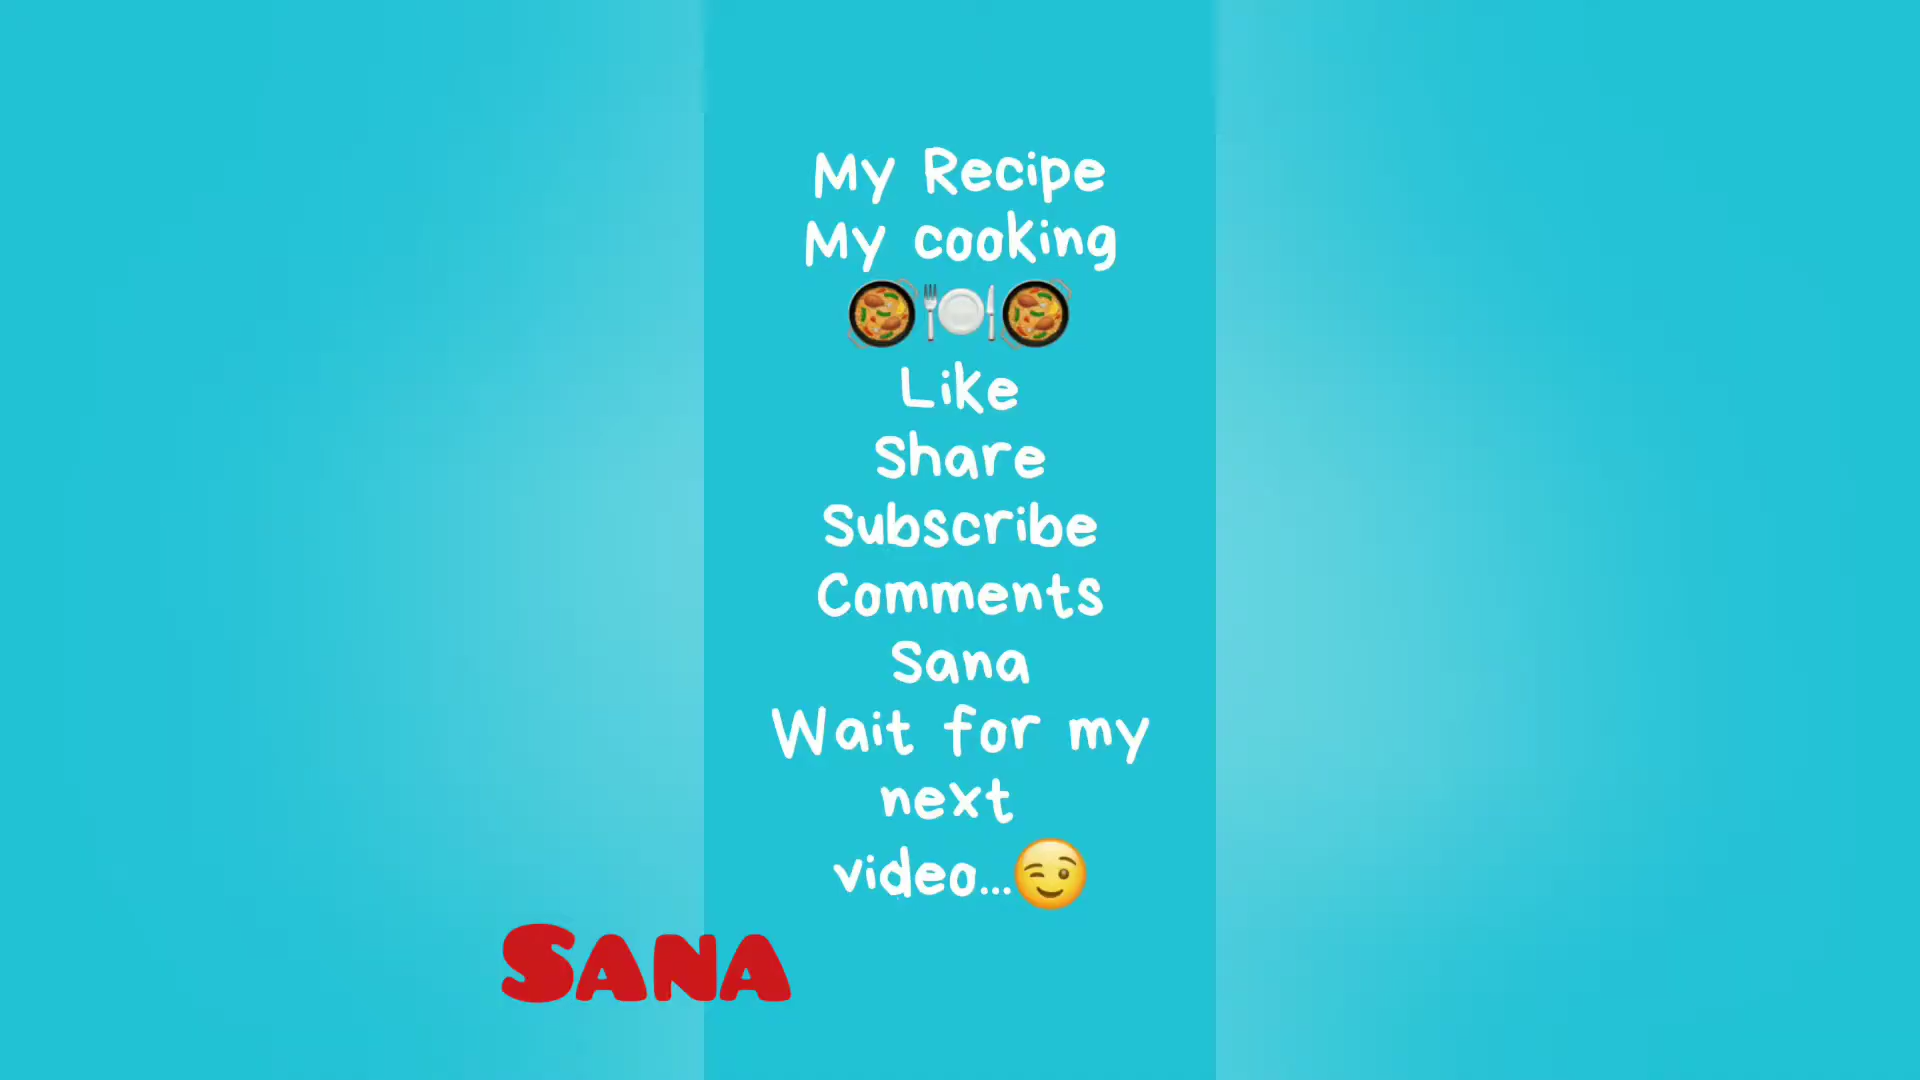 My Recipe
My cooking
🥘🍽️🥘
Like
Share
Subscribe
Comments
Sana
Wait for my
next
video...😉
SANA